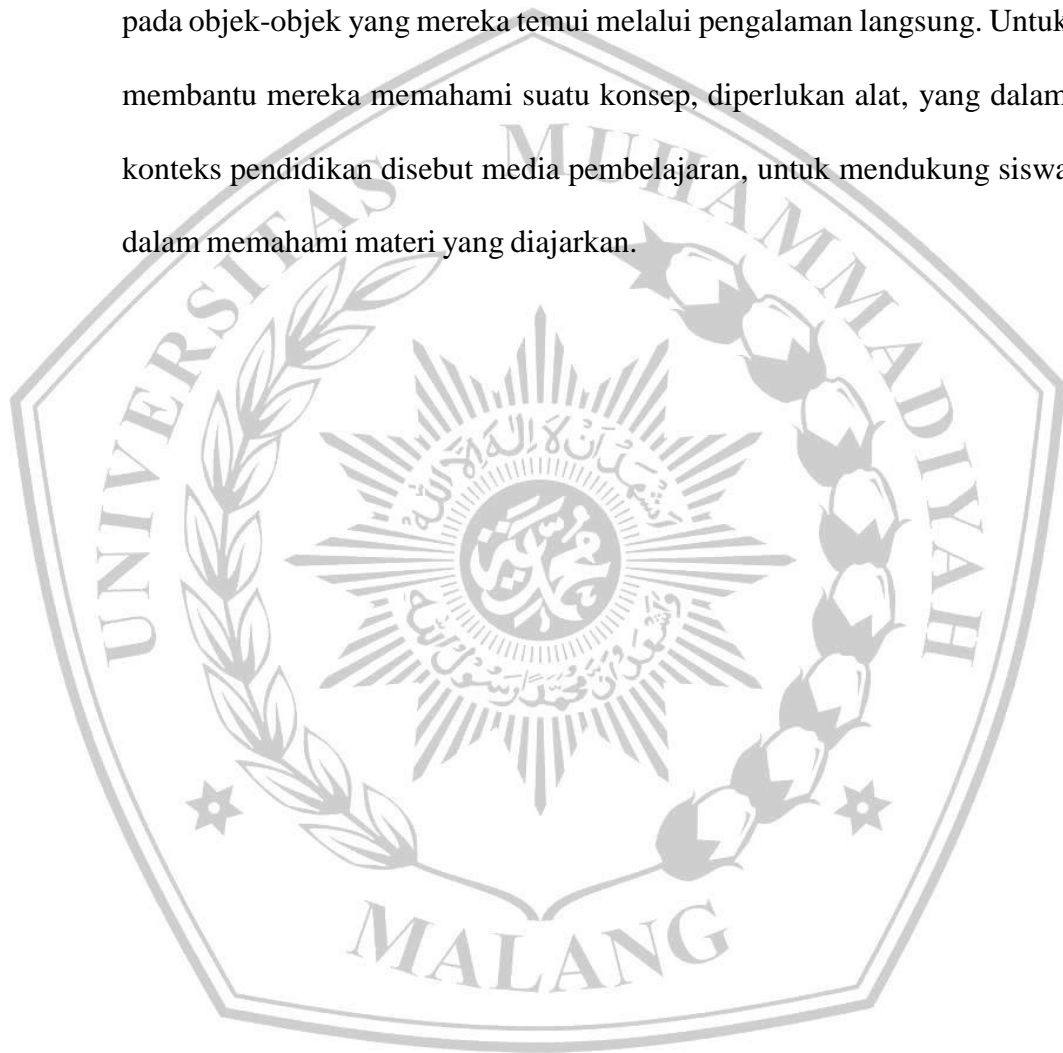 pada objek-objek yang mereka temui melalui pengalaman langsung. Untuk
membantu mereka memahami suatu konsep, diperlukan alat, yang dalam
konteks pendidikan disebut media pembelajaran, untuk mendukung siswa
dalam memahami materi yang diajarkan.
UNIVERSITAS MUHAMMADIYAH
MALANG